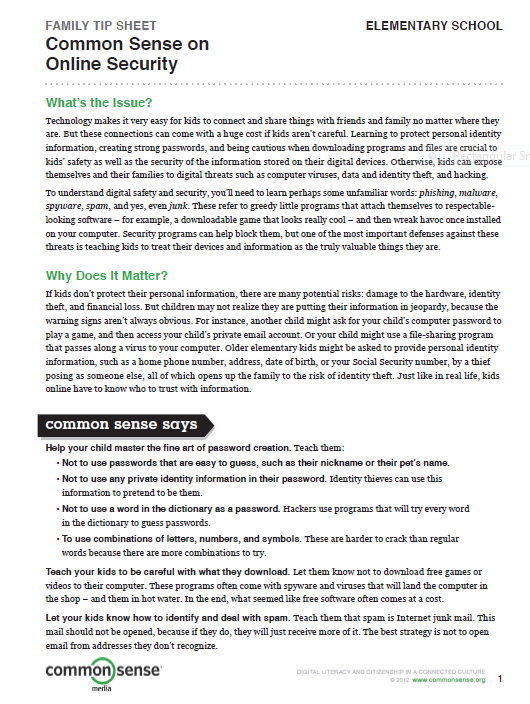 FAMILY TIP SHEET
ELEMENTARY SCHOOL
Common Sense on
Online Security
What's the Issue?
Technology makes it very easy for kids to connect and share things with friends and family no matter where they
are. But these connections can come with a huge cost if kids aren't careful. Learning to protect personal identity
information, creating strong passwords, and being cautious when downloading programs and files are crucial to
kids' safety as well as the security of the information stored on their digital devices. Otherwise, kids can expose
themselves and their families to digital threats such as computer viruses, data and identity theft, and hacking.
To understand digital safety and security, you'll need to learn perhaps some unfamiliar words: phishing, malware,
spyware, spam, and yes, even junk. These refer to greedy little programs that attach themselves to respectable-
looking software – for example, a downloadable game that looks really cool – and then wreak havoc once installed
on your computer. Security programs can help block them, but one of the most important defenses against these
threats is teaching kids to treat their devices and information as the truly valuable things they are.
Why Does It Matter?
If kids don't protect their personal information, there are many potential risks: damage to the hardware, identity
theft, and financial loss. But children may not realize they are putting their information in jeopardy, because the
warning signs aren't always obvious. For instance, another child might ask for your child's computer password to
play a game, and then access your child's private email account. Or your child might use a file-sharing program
that passes along a virus to your computer. Older elementary kids might be asked to provide personal identity
information, such as a home phone number, address, date of birth, or your Social Security number, by a thief
posing as someone else, all of which opens up the family to the risk of identity theft. Just like in real life, kids
online have to know who to trust with information.
common sense says
Help your child master the fine art of password creation. Teach them:
• Not to use passwords that are easy to guess, such as their nickname or their pet's name.
• Not to use any private identity information in their password. Identity thieves can use this
information to pretend to be them.
• Not to use a word in the dictionary as a password. Hackers use programs that will try every word
in the dictionary to guess passwords.
• To use combinations of letters, numbers, and symbols. These are harder to crack than regular
words because there are more combinations to try.
Teach your kids to be careful with what they download. Let them know not to download free games or
videos to their computer. These programs often come with spyware and viruses that will land the computer in
the shop – and them in hot water. In the end, what seemed like free software often comes at a cost.
Let your kids know how to identify and deal with spam. Teach them that spam is Internet junk mail. This
mail should not be opened, because if they do, they will just receive more of it. The best strategy is not to open
email from addresses they don't recognize.
common sense
media
DIGITAL LITERACY AND CITIZENSHIP IN A CONNECTED CULTURE
© 2012 www.commonsense.org
1